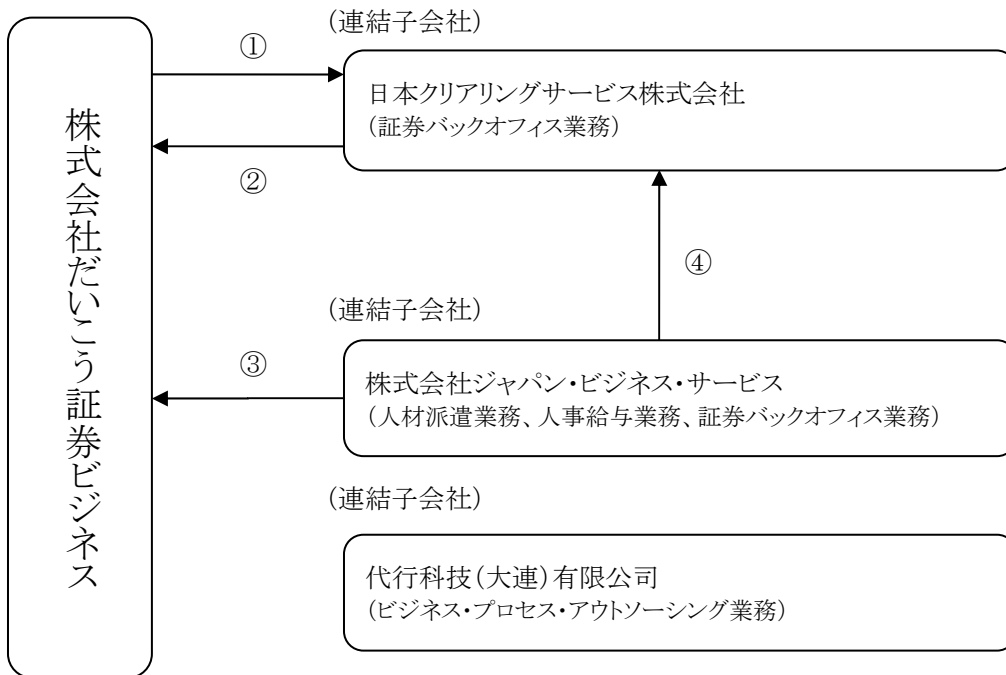 株式会社だいこう証券ビジネス
(連結子会社)
①
日本クリアリングサービス株式会社
(証券バックオフィス業務)
②
④
(連結子会社)
③
株式会社ジャパン・ビジネス・サービス
(人材派遣業務、人事給与業務、証券バックオフィス業務)
(連結子会社)
代行科技(大連)有限公司
(ビジネス・プロセス・アウトソーシング業務)